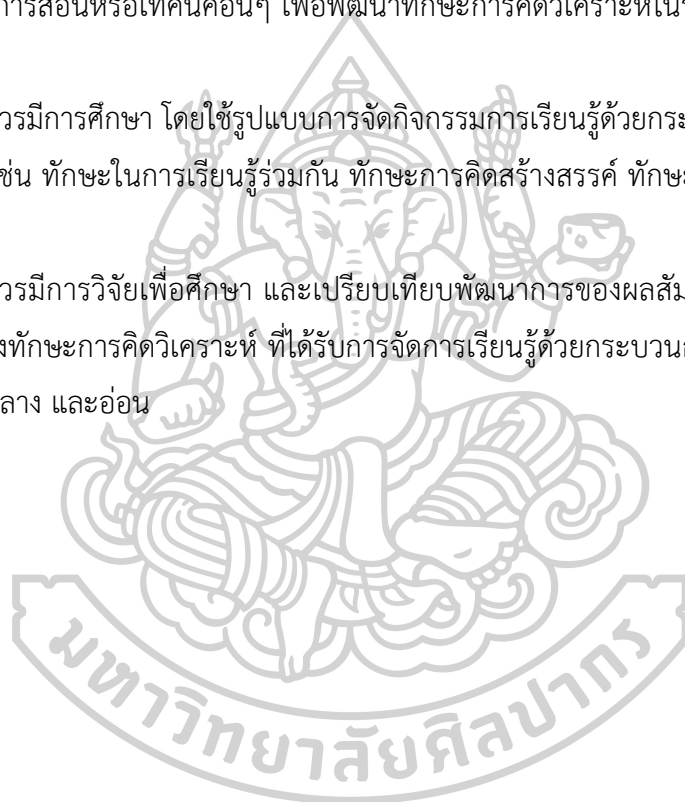 การสอนหรือเทคนิคอื่นๆ เพื่อพัฒนาทักษะการคิดวิเคราะห์ใน
วรมีการศึกษา โดยใช้รูปแบบการจัดกิจกรรมการเรียนรู้ด้วยกระ
ช่น ทักษะในการเรียนรู้ร่วมกัน ทักษะการคิดสร้างสรรค์ ทักษะ
วรมีการวิจัยเพื่อศึกษา และเปรียบเทียบพัฒนาการของผลสัม
งทักษะการคิดวิเคราะห์ ที่ได้รับการจัดการเรียนรู้ด้วยกระบวน
ลาง และอ่อน
มหาวิทยาลัยศิลปากร